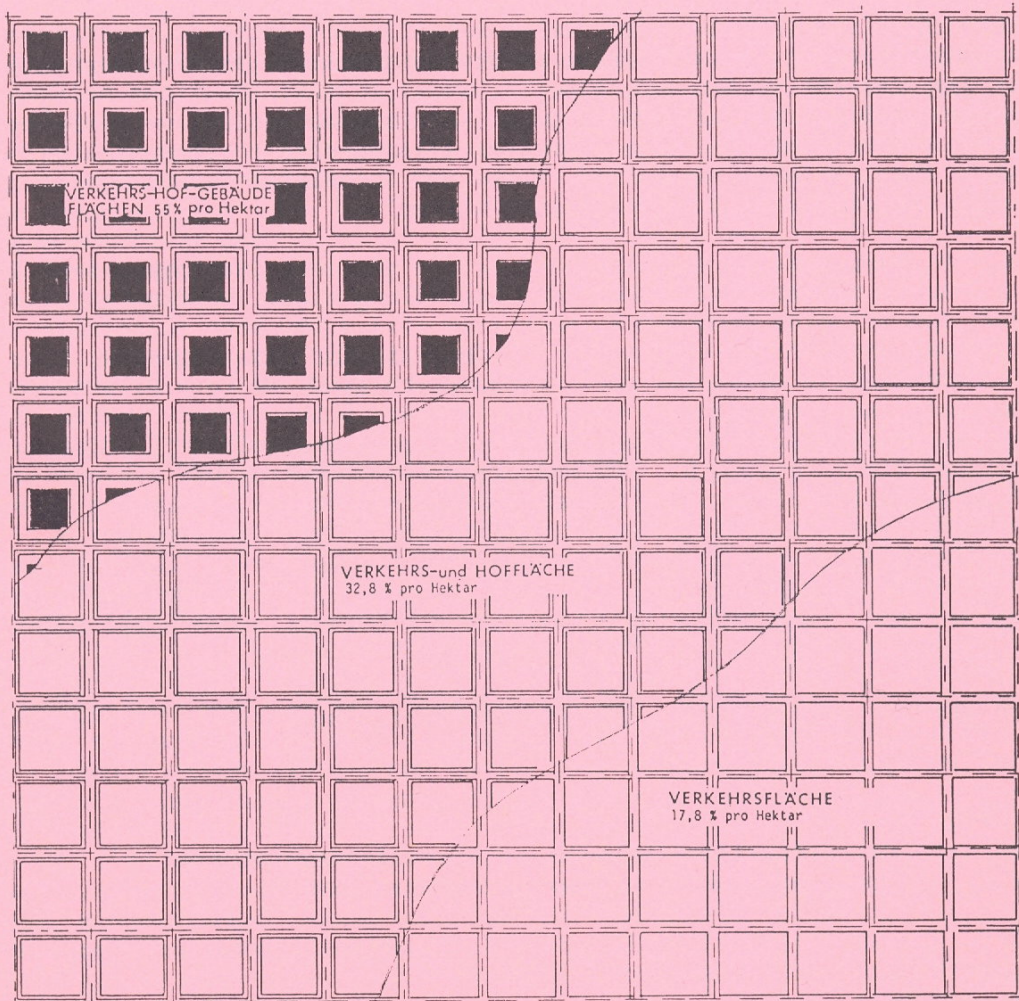 VERKEHRS-HOF-GEBÄUDE
FLÄCHEN 55% pro Hektar
VERKEHRS-und HOFFLÄCHE
32,8 % pro Hektar
VERKEHRSFLÄCHE
17,8 % pro Hektar